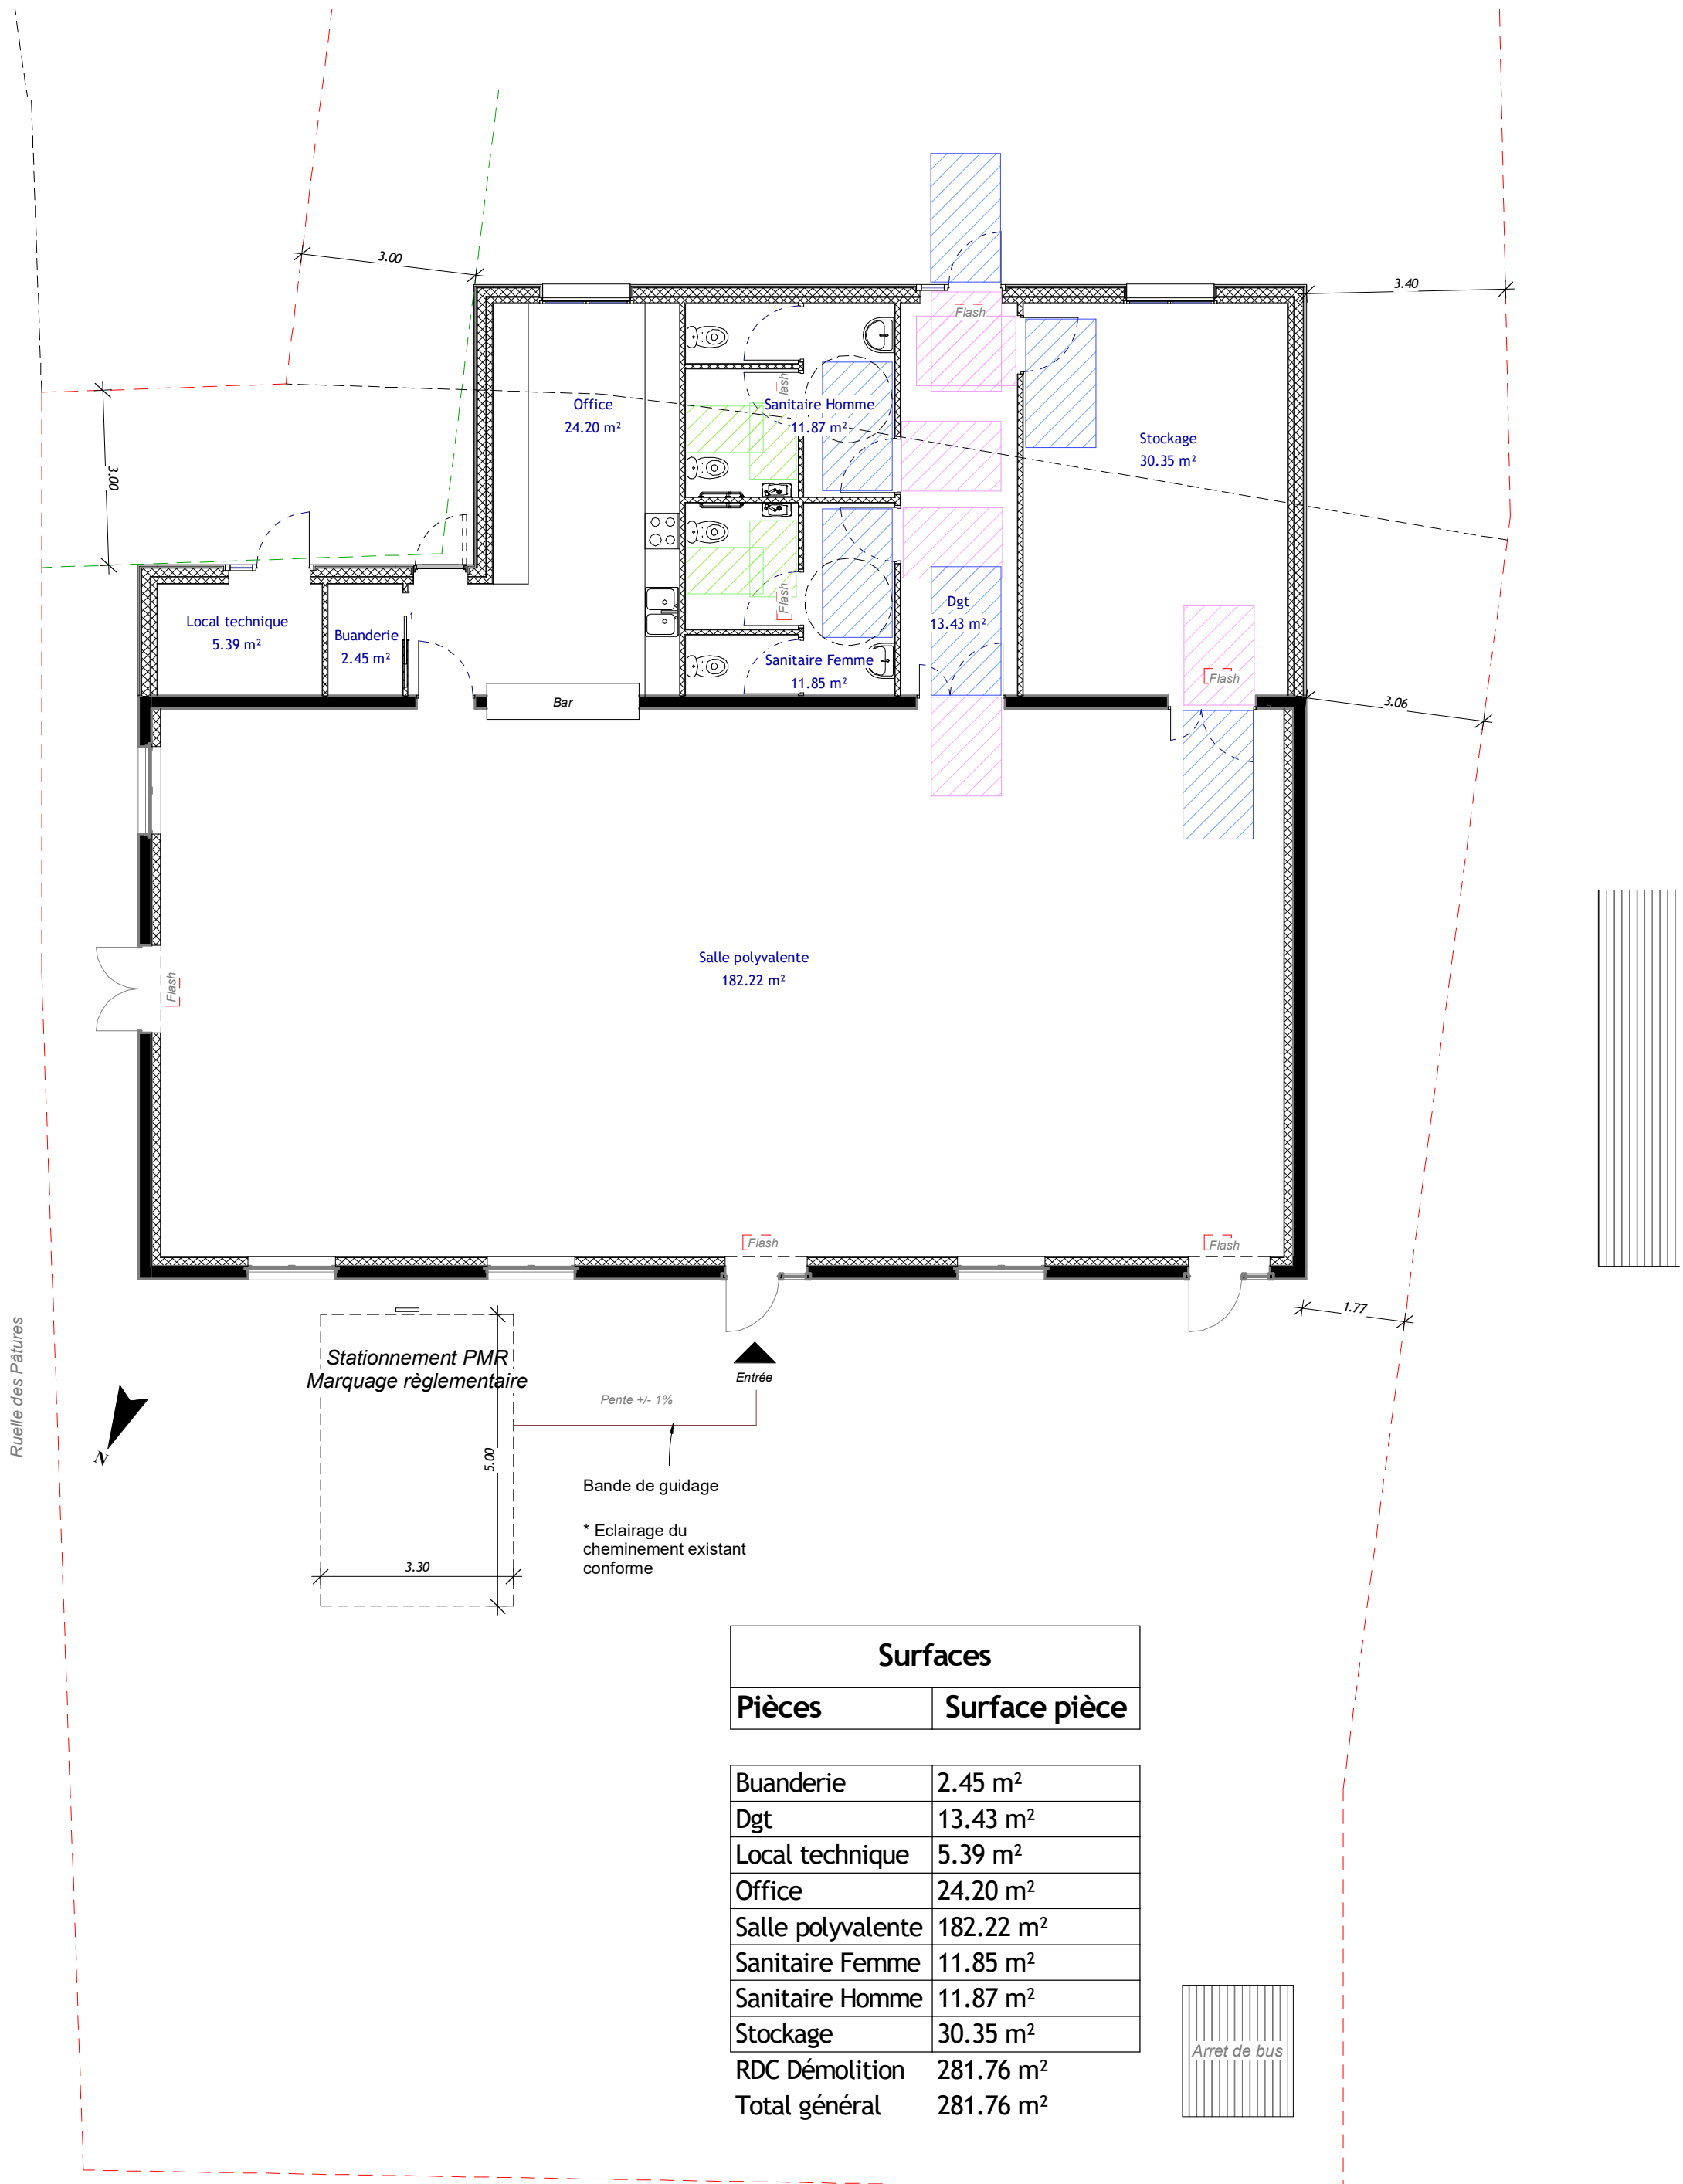 3.00
3.40
Flash
Office
24.20 m²
Flash
Sanitaire Homme
11.87 m²
Stockage
30.35 m²
3.00
Local technique
5.39 m²
Buanderie
2.45 m²
Flash
Dgt
13.43 m²
Sanitaire Femme
11.85 m²
Flash
Bar
3.06
Salle polyvalente
182.22 m²
Flash
Flash
Flash
1.77
Ruelle des Pâtures
Stationnement PMR
Marquage règlementaire
Entrée
Pente +/- 1%
N
5.00
Bande de guidage
* Eclairage du
cheminement existant
conforme
3.30
Surfaces
Pièces Surface pièce
Buanderie 2.45 m²
Dgt 13.43 m²
Local technique 5.39 m²
Office 24.20 m²
Salle polyvalente 182.22 m²
Sanitaire Femme 11.85 m²
Sanitaire Homme 11.87 m²
Stockage 30.35 m²
RDC Démolition 281.76 m²
Total général 281.76 m²
Arret de bus